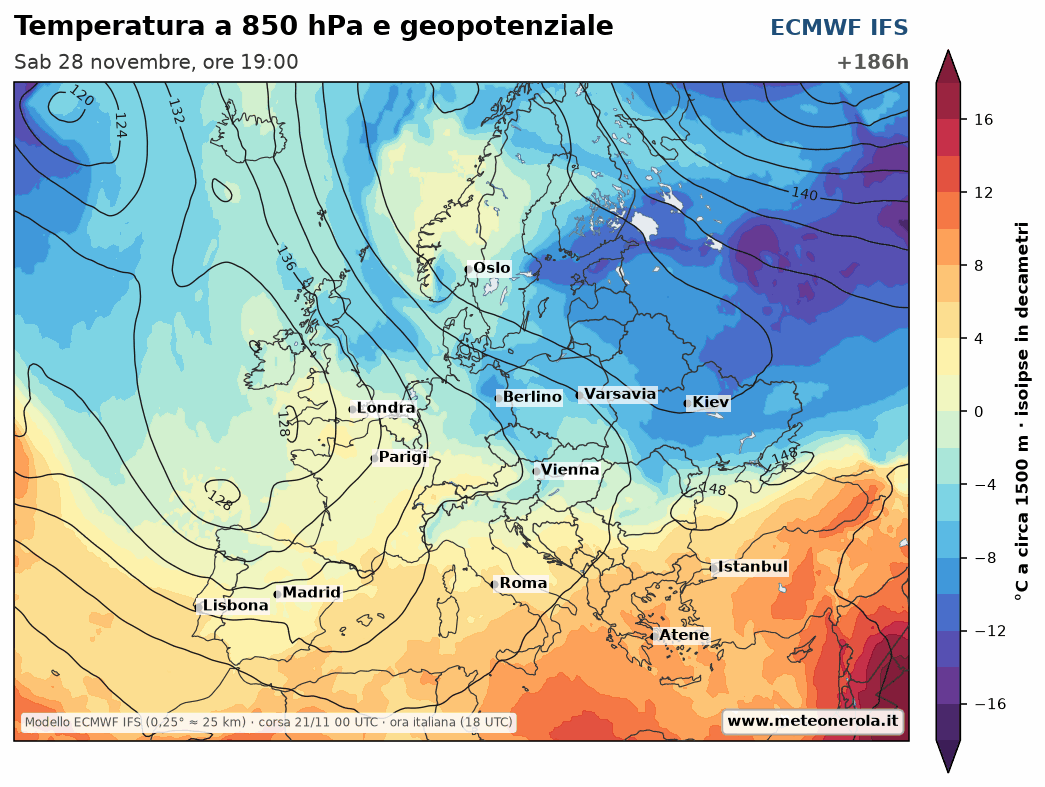 Temperatura a 850 hPa e geopotenziale
ECMWF IFS
Sab 28 novembre, ore 19:00
+186h
120
124
132
140
136
128
128
148
148
Oslo
Berlino
Varsavia
Kiev
Londra
Parigi
Vienna
Istanbul
Roma
Madrid
Lisbona
Atene
Modello ECMWF IFS (0,25° ≈ 25 km) · corsa 21/11 00 UTC · ora italiana (18 UTC)
www.meteonerola.it
16
12
8
4
0
−4
−8
−12
−16
°C a circa 1500 m · isoipse in decametri